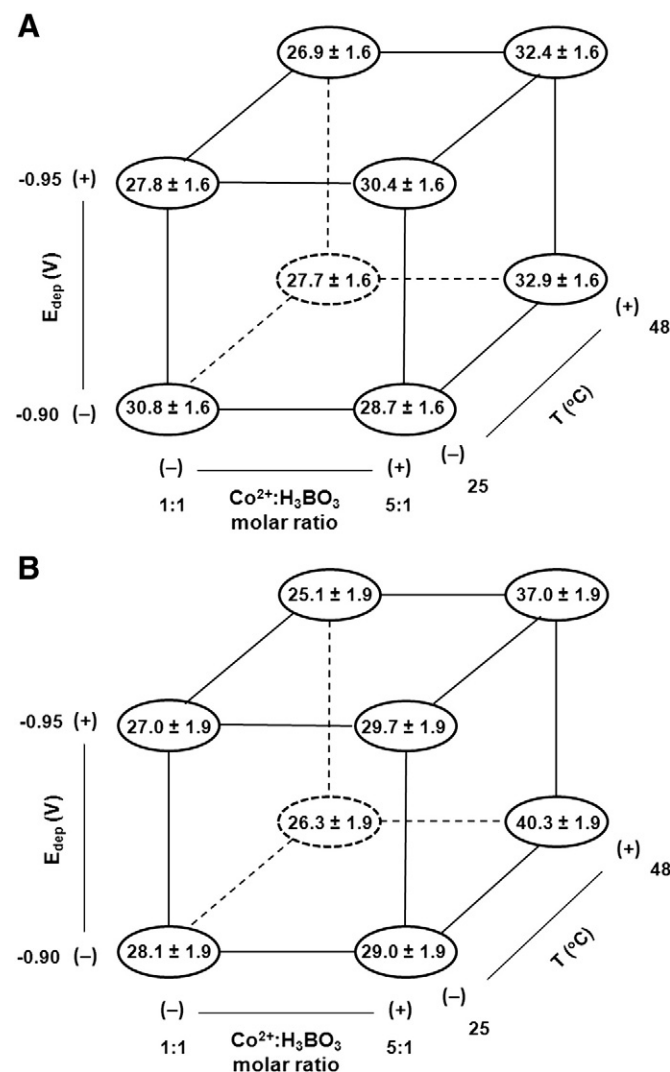 A
26.9 ± 1.6 32.4 ± 1.6
-0.95 (+) 27.8 ± 1.6 30.4 ± 1.6
E_dep (V)
27.7 ± 1.6 32.9 ± 1.6
(+) 48
T (°C)
-0.90 (–) 30.8 ± 1.6 28.7 ± 1.6
(–) 25
(–) (+)
1:1 Co²⁺:H₃BO₃ 5:1
molar ratio
B
25.1 ± 1.9 37.0 ± 1.9
-0.95 (+) 27.0 ± 1.9 29.7 ± 1.9
E_dep (V)
26.3 ± 1.9 40.3 ± 1.9
(+) 48
T (°C)
-0.90 (–) 28.1 ± 1.9 29.0 ± 1.9
(–) 25
(–) (+)
1:1 Co²⁺:H₃BO₃ 5:1
molar ratio